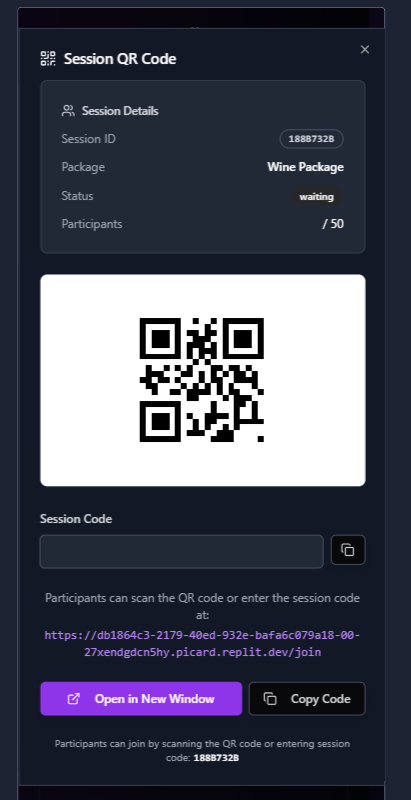 Session QR Code
Session Details
Session ID 188B732B
Package Wine Package
Status waiting
Participants / 50
Session Code
Participants can scan the QR code or enter the session code
at:
https://db1864c3-2179-40ed-932e-bafa6c079a18-00-
27xendgdcn5hy.picard.replit.dev/join
Open in New Window Copy Code
Participants can join by scanning the QR code or entering session
code: 188B732B